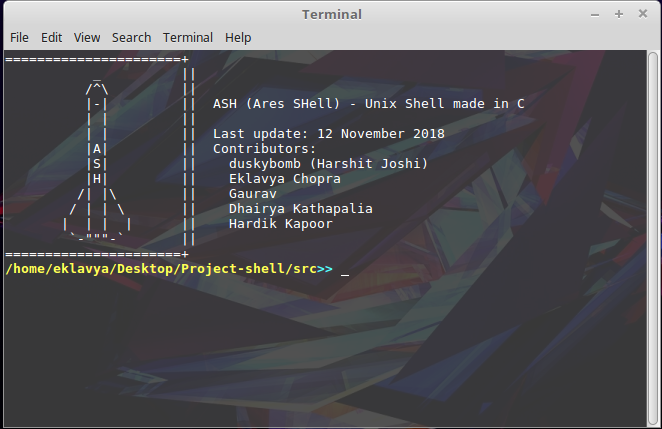 Terminal
File Edit View Search Terminal Help
======================+
           _          ||
          /^\         ||
          |-|         ||  ASH (Ares SHell) - Unix Shell made in C
          | |         ||
          | |         ||  Last update: 12 November 2018
          |A|         ||  Contributors:
          |S|         ||    duskybomb (Harshit Joshi)
          |H|         ||    Eklavya Chopra
         /| |\        ||    Gaurav
        / | | \       ||    Dhairya Kathapalia
       |  | |  |      ||    Hardik Kapoor
        `-"""-`       ||
======================+
/home/eklavya/Desktop/Project-shell/src>> _